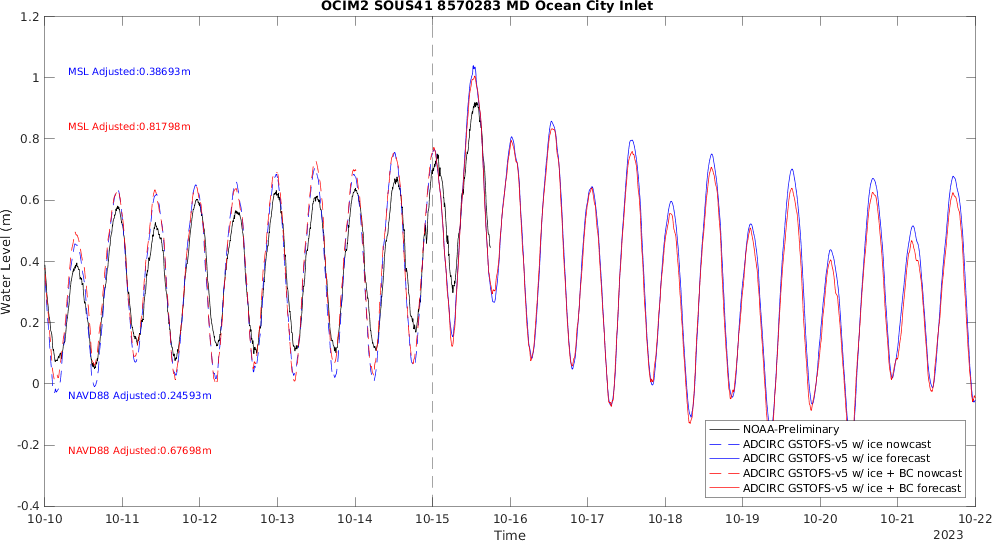 OCIM2 SOUS41 8570283 MD Ocean City Inlet
1.2
1
0.8
0.6
0.4
0.2
0
-0.2
-0.4
Water Level (m)
MSL Adjusted:0.38693m
MSL Adjusted:0.81798m
NAVD88 Adjusted:0.24593m
NAVD88 Adjusted:0.67698m
NOAA-Preliminary
ADCIRC GSTOFS-v5 w/ ice nowcast
ADCIRC GSTOFS-v5 w/ ice forecast
ADCIRC GSTOFS-v5 w/ ice + BC nowcast
ADCIRC GSTOFS-v5 w/ ice + BC forecast
10-10 10-11 10-12 10-13 10-14 10-15 10-16 10-17 10-18 10-19 10-20 10-21 10-22
Time
2023